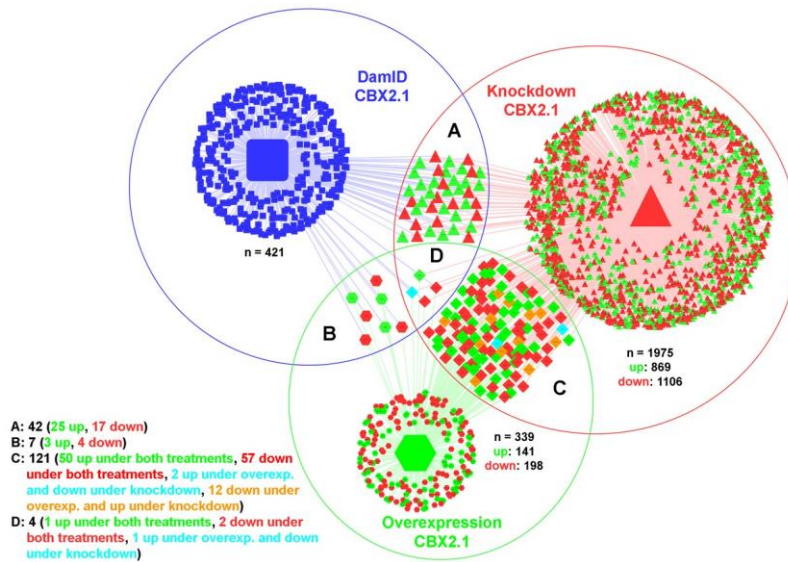 DamID
CBX2.1
Knockdown
CBX2.1
A
n = 421
D
B
n = 1975
up: 869
down: 1106
C
A: 42 (25 up, 17 down)
B: 7 (3 up, 4 down)
C: 121 (50 up under both treatments, 57 down
under both treatments, 2 up under overexp.
and down under knockdown, 12 down under
overexp. and up under knockdown)
D: 4 (1 up under both treatments, 2 down under
both treatments, 1 up under overexp. and down
under knockdown)
n = 339
up: 141
down: 198
Overexpression
CBX2.1